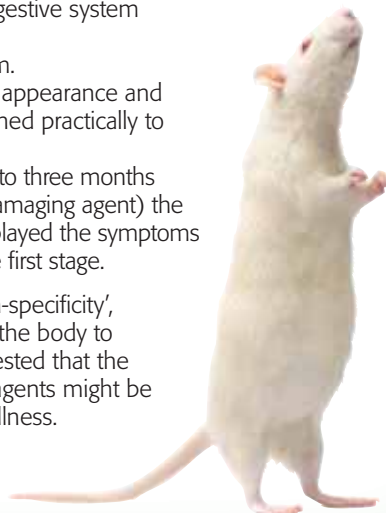 gestive system
n.
appearance and
ned practically to
to three months
amaging agent) the
played the symptoms
first stage.
-specificity’,
the body to
ested that the
agents might be
llness.